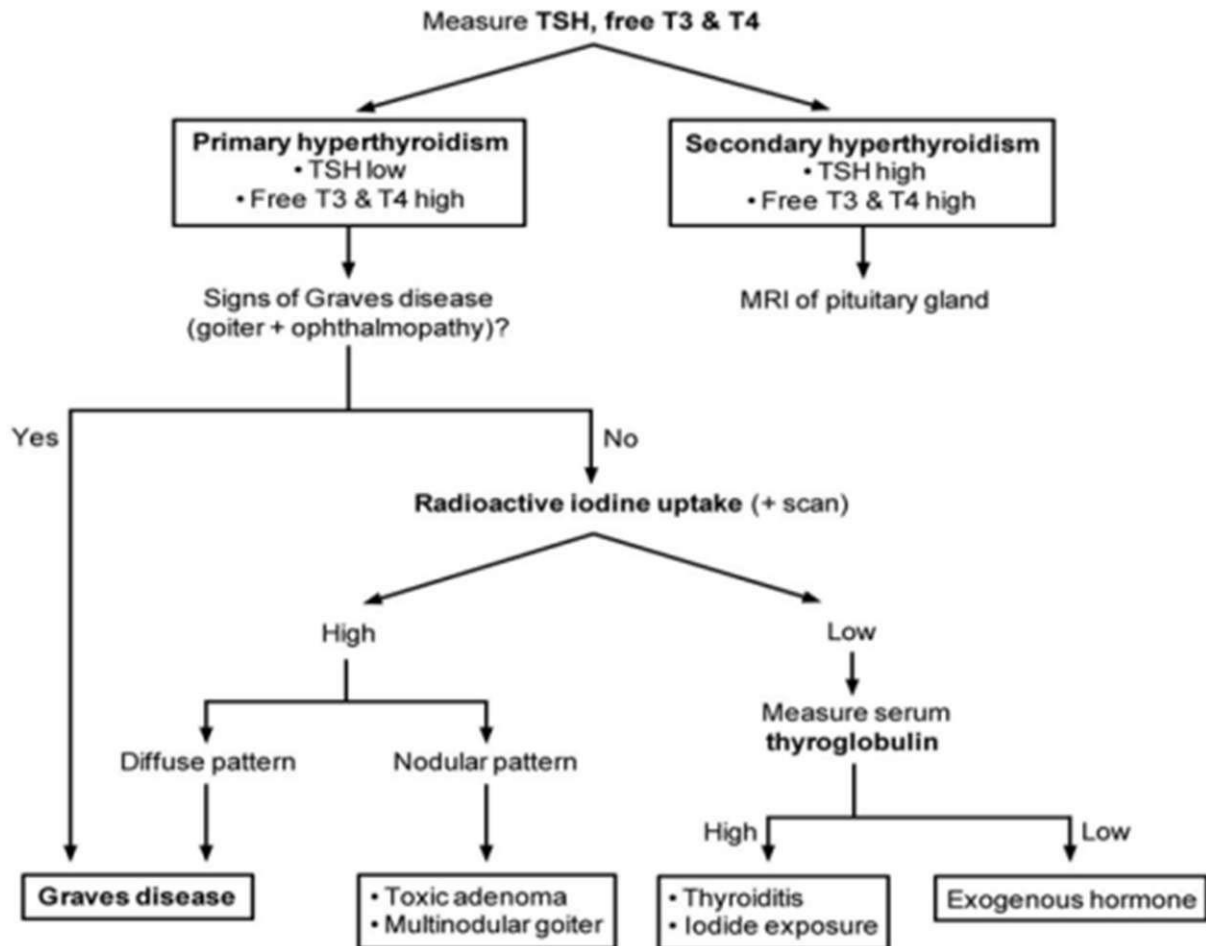 Measure TSH, free T3 & T4
Primary hyperthyroidism
• TSH low
• Free T3 & T4 high
Secondary hyperthyroidism
• TSH high
• Free T3 & T4 high
Signs of Graves disease
(goiter + ophthalmopathy)?
MRI of pituitary gland
Yes
No
Radioactive iodine uptake (+ scan)
High
Low
Diffuse pattern
Nodular pattern
Measure serum
thyroglobulin
High
Low
Graves disease
• Toxic adenoma
• Multinodular goiter
• Thyroiditis
• Iodide exposure
Exogenous hormone